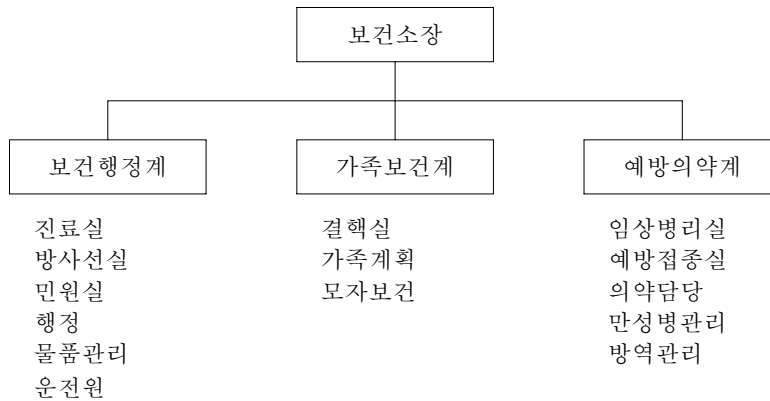 보건소장
보건행정계
가족보건계
예방의약계
진료실
방사선실
민원실
행정
물품관리
운전원
결핵실
가족계획
모자보건
임상병리실
예방접종실
의약담당
만성병관리
방역관리